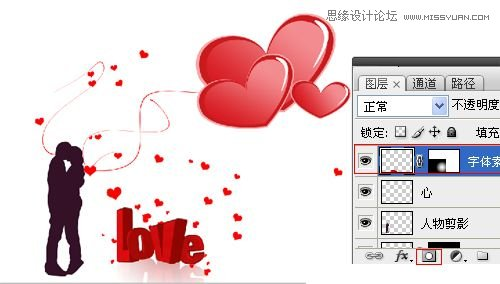 思缘设计论坛
WWW.MISSYUAN.COM
图层 × 通道 路径
正常 不透明度
锁定: 填充
字体素
心
人物剪影
fx
love